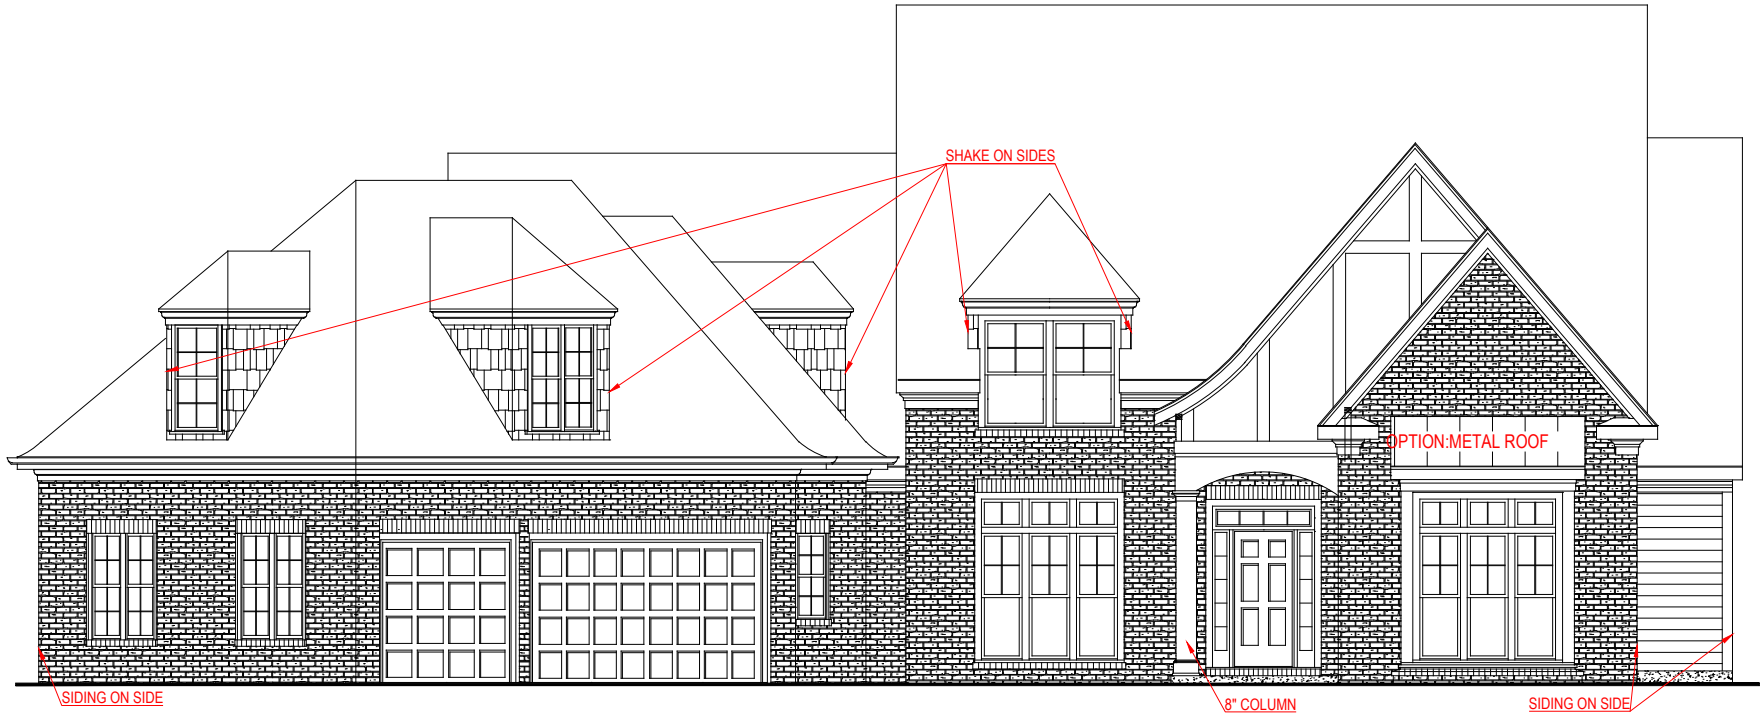 SHAKE ON SIDES
OPTION:METAL ROOF
SIDING ON SIDE
8" COLUMN
SIDING ON SIDE